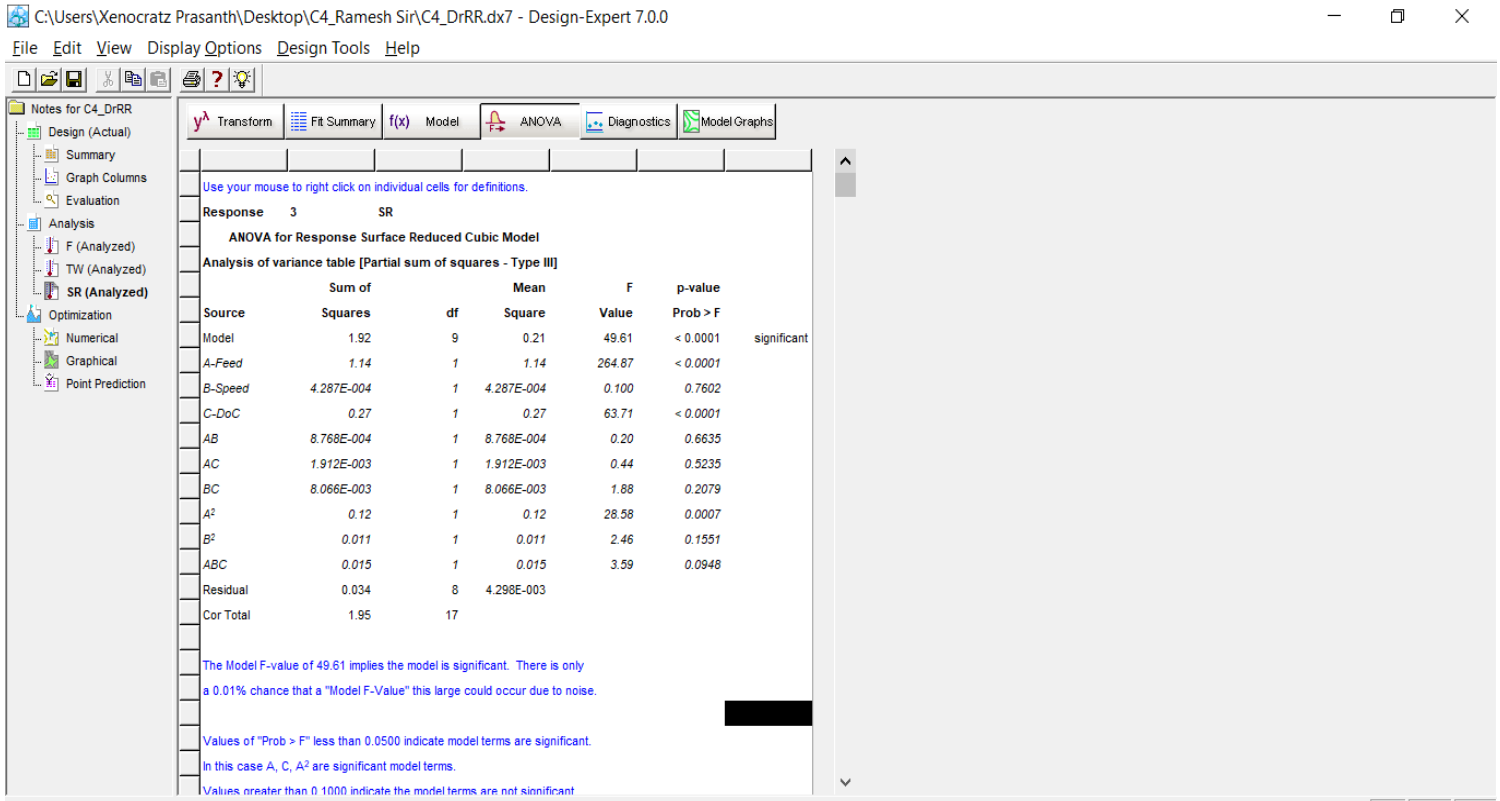 C:\Users\Xenocratz Prasanth\Desktop\C4_Ramesh Sir\C4_DrRR.dx7 - Design-Expert 7.0.0
File Edit View Display Options Design Tools Help
Notes for C4_DrRR
Design (Actual)
Summary
Graph Columns
Evaluation
Analysis
F (Analyzed)
TW (Analyzed)
SR (Analyzed)
Optimization
Numerical
Graphical
Point Prediction
yλ Transform Fit Summary f(x) Model ANOVA Diagnostics Model Graphs
Use your mouse to right click on individual cells for definitions.
Response 3 SR
ANOVA for Response Surface Reduced Cubic Model
Analysis of variance table [Partial sum of squares - Type III]
Sum of Mean F p-value
Source Squares df Square Value Prob > F
Model 1.92 9 0.21 49.61 < 0.0001 significant
A-Feed 1.14 1 1.14 264.87 < 0.0001
B-Speed 4.287E-004 1 4.287E-004 0.100 0.7602
C-DoC 0.27 1 0.27 63.71 < 0.0001
AB 8.768E-004 1 8.768E-004 0.20 0.6635
AC 1.912E-003 1 1.912E-003 0.44 0.5235
BC 8.066E-003 1 8.066E-003 1.88 0.2079
A² 0.12 1 0.12 28.58 0.0007
B² 0.011 1 0.011 2.46 0.1551
ABC 0.015 1 0.015 3.59 0.0948
Residual 0.034 8 4.298E-003
Cor Total 1.95 17
The Model F-value of 49.61 implies the model is significant. There is only
a 0.01% chance that a "Model F-Value" this large could occur due to noise.
Values of "Prob > F" less than 0.0500 indicate model terms are significant.
In this case A, C, A² are significant model terms.
Values greater than 0.1000 indicate the model terms are not significant